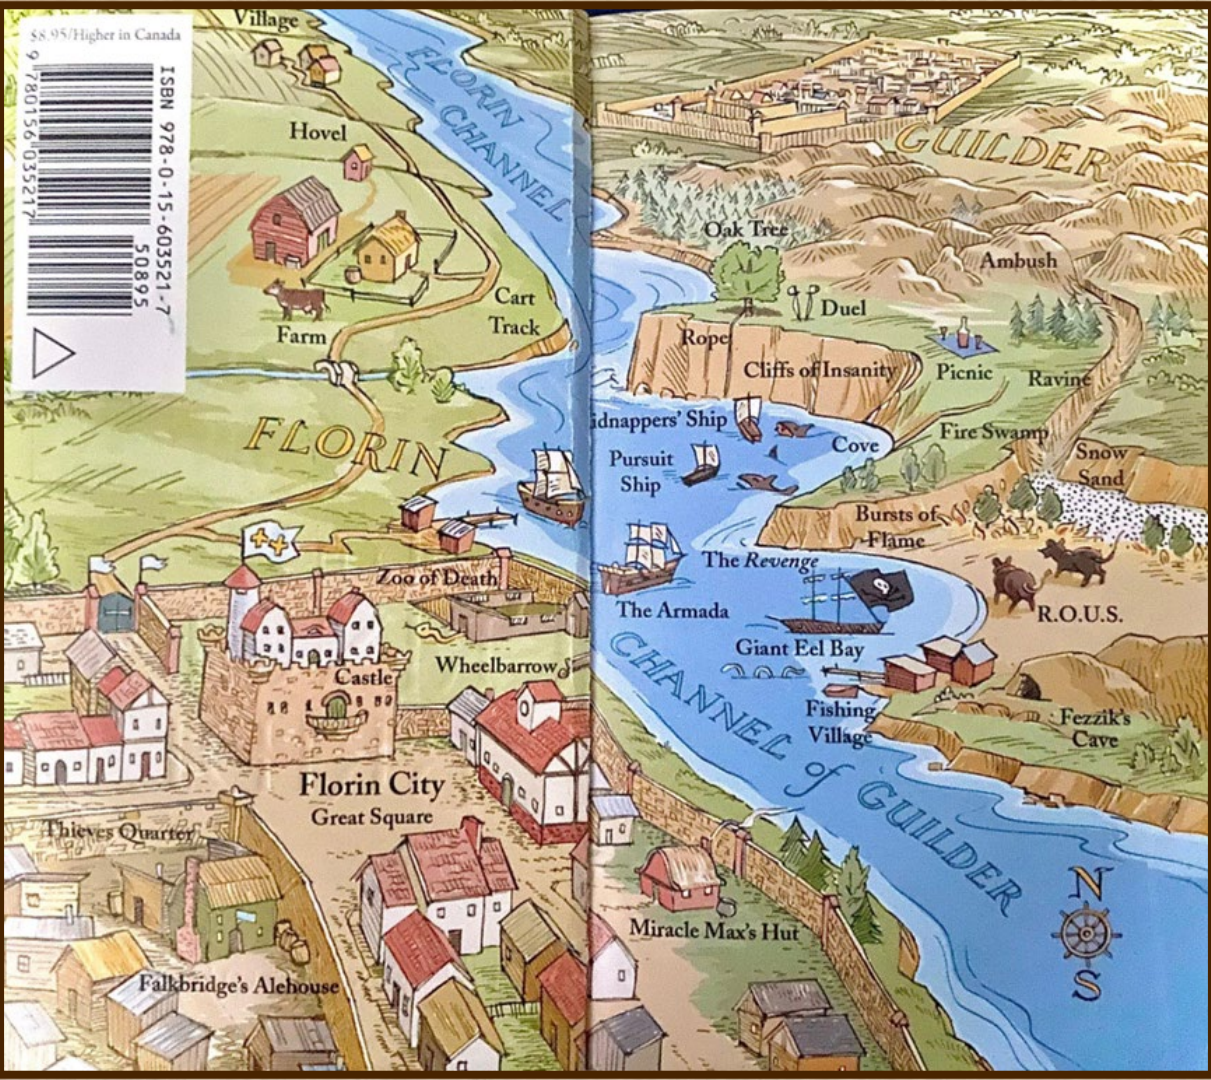 $8.95/Higher in Canada
ISBN 978-0-15-603521-7
9 780156 035217
50895
Village
FLORIN
CHANNEL
Hovel
Farm
Cart
Track
FLORIN
Zoo of Death
Castle
Wheelbarrow
Florin City
Great Square
Thieves Quarter
Falkbridge's Alehouse
GUILDER
Oak Tree
Ambush
Duel
Rope
Cliffs of Insanity
Picnic
Ravine
idnappers' Ship
Cove
Fire Swamp
Pursuit
Ship
Snow
Sand
Bursts of
Flame
The Revenge
The Armada
R.O.U.S.
Giant Eel Bay
Fishing
Village
Fezzik's
Cave
CHANNEL of GUILDER
Miracle Max's Hut
N
S